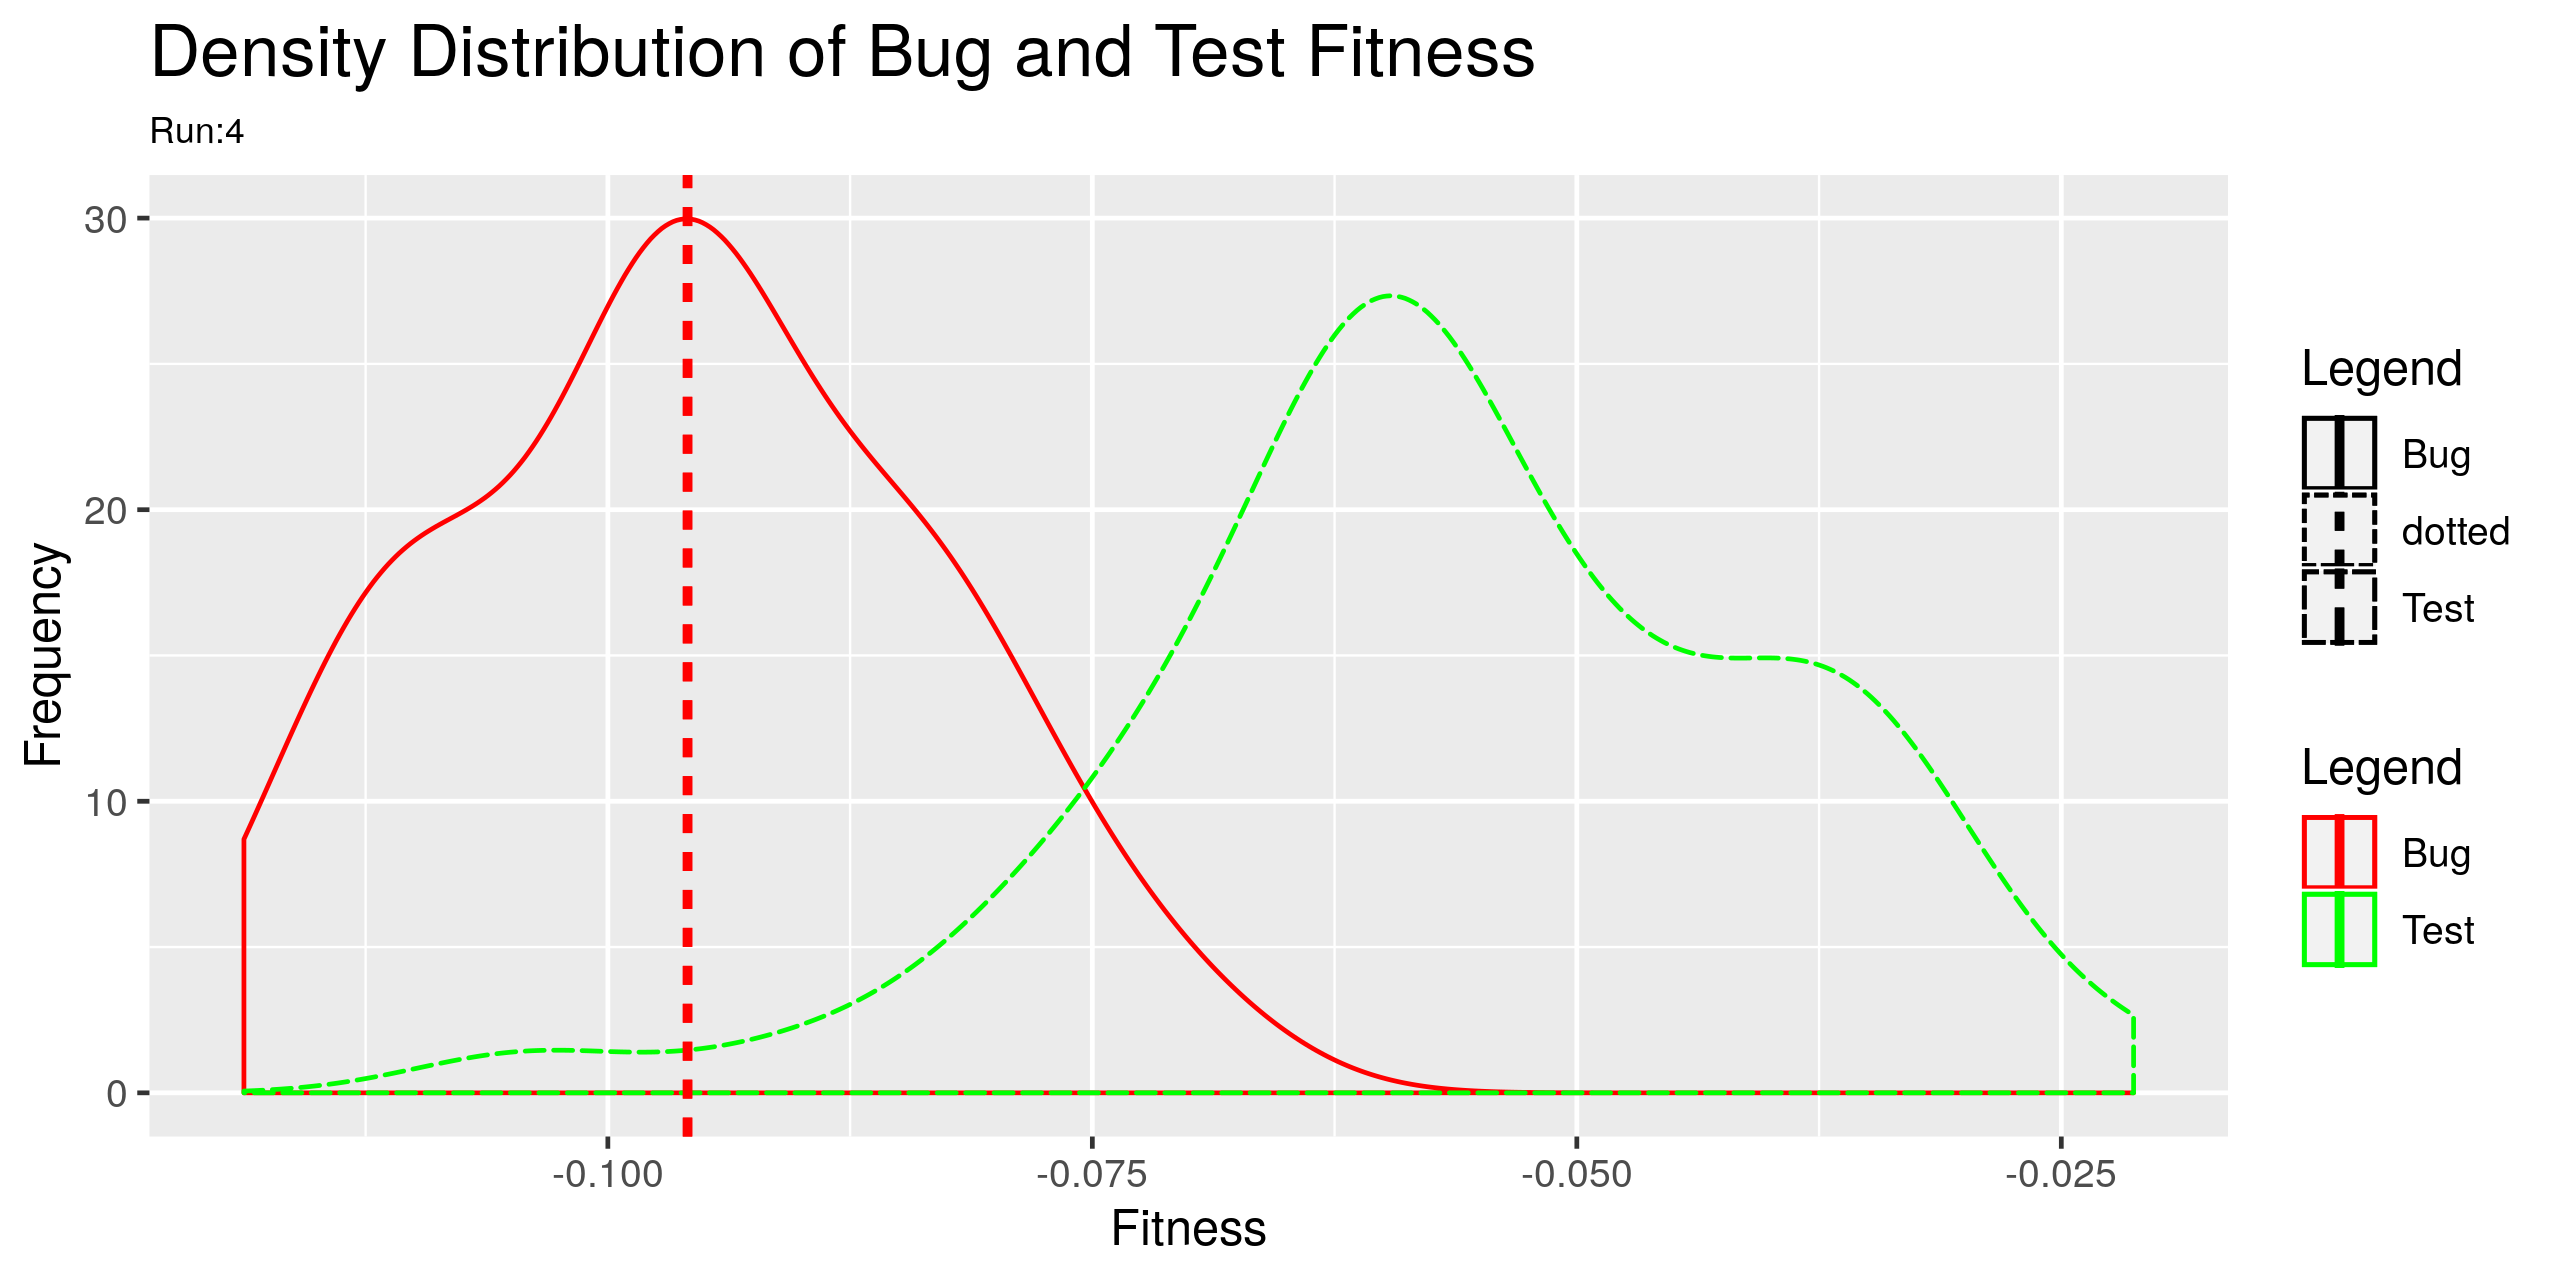 Density Distribution of Bug and Test Fitness
Run:4
30
20
10
0
Frequency
-0.100
-0.075
-0.050
-0.025
Fitness
Legend
Bug
dotted
Test
Legend
Bug
Test